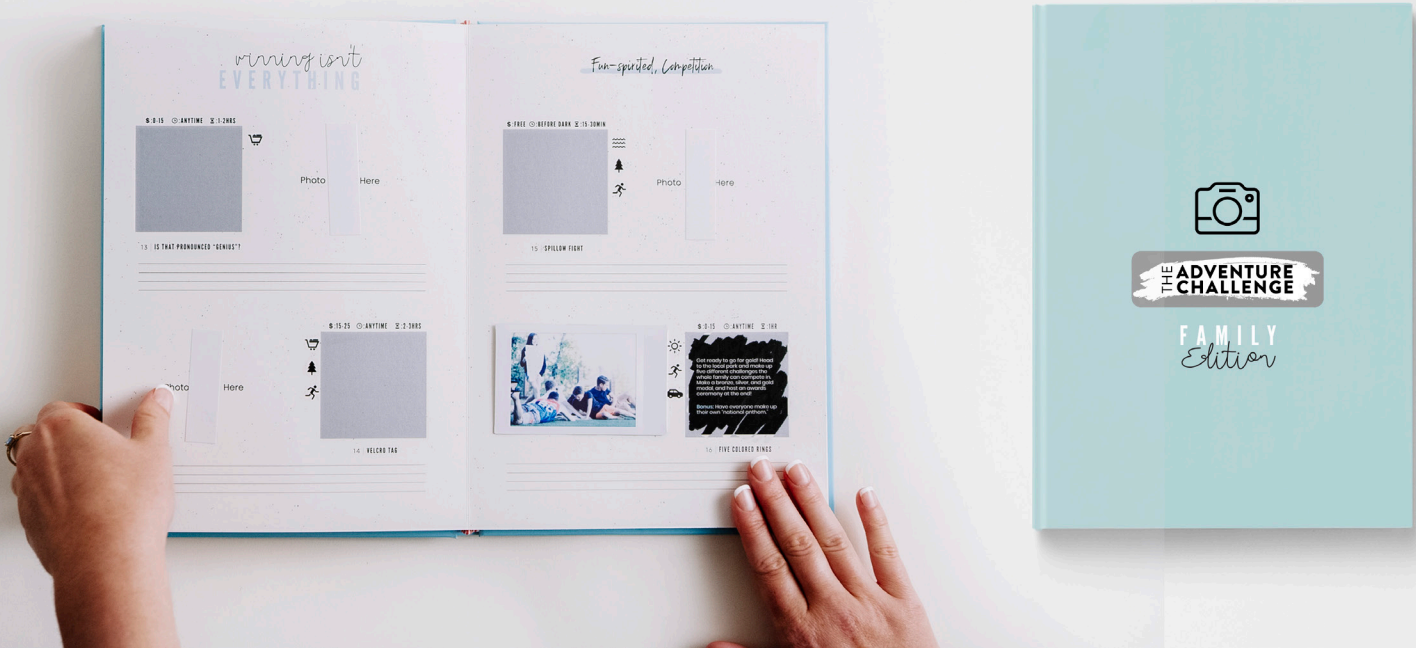 winning isn't
EVERYTHING
$:0-15 :ANYTIME :1-2HRS
Photo Here
13 | IS THAT PRONOUNCED "GENIUS"?
$:15-25 :ANYTIME :2-3HRS
Photo Here
14 | VELCRO TAG
Fun-spirited, Competition
$:FREE :BEFORE DARK :15-30MIN
Photo Here
15 | SPILLOW FIGHT
$:0-15 :ANYTIME :1HR
Get ready to go for gold! Head
to the local park and make up
five different challenges the
whole family can compete in.
Make a bronze, silver, and gold
medal, and host an awards
ceremony at the end!
Bonus: Have everyone make up
their own 'national anthem.'
16 | FIVE COLORED RINGS
THE ADVENTURE
CHALLENGE
FAMILY
Edition